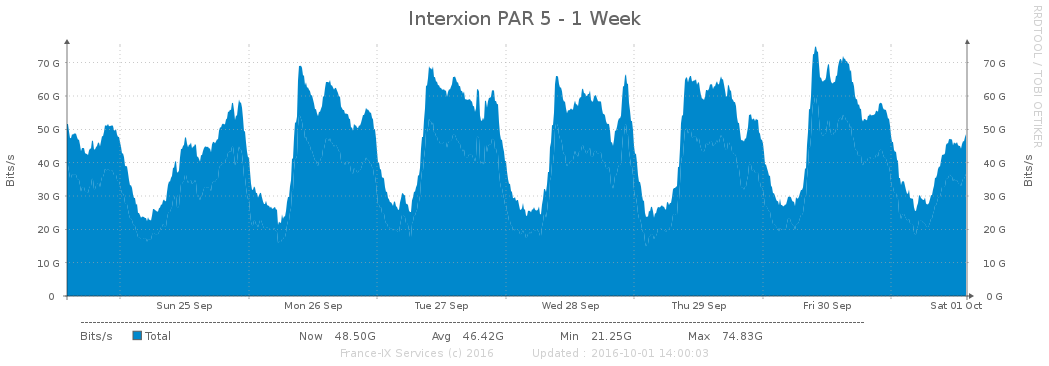 Interxion PAR 5 - 1 Week
RRDTOOL / TOBI OETIKER
Bits/s
70 G
60 G
50 G
40 G
30 G
20 G
10 G
0
70 G
60 G
50 G
40 G
30 G
20 G
10 G
0 G
Bits/s
Sun 25 Sep Mon 26 Sep Tue 27 Sep Wed 28 Sep Thu 29 Sep Fri 30 Sep Sat 01 Oct
Bits/s Total Now 48.50G Avg 46.42G Min 21.25G Max 74.83G
France-IX Services (c) 2016 Updated : 2016-10-01 14:00:03